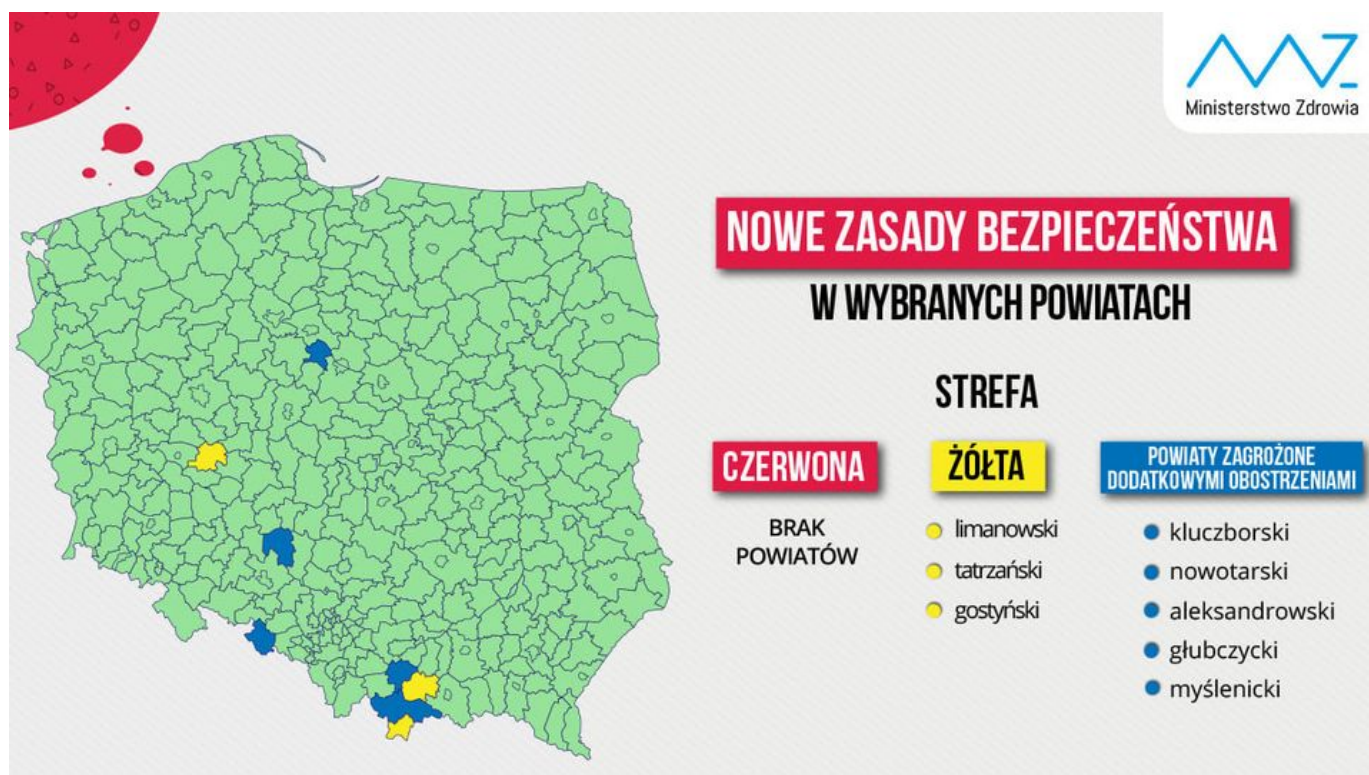 Ministerstwo Zdrowia
NOWE ZASADY BEZPIECZEŃSTWA
W WYBRANYCH POWIATACH
STREFA
CZERWONA
BRAK
POWIATÓW
ŻÓŁTA
limanowski
tatrzański
gostyński
POWIATY ZAGROŻONE
DODATKOWYMI OBOSTRZENIAMI
kluczborski
nowotarski
aleksandrowski
głubczycki
myślenicki